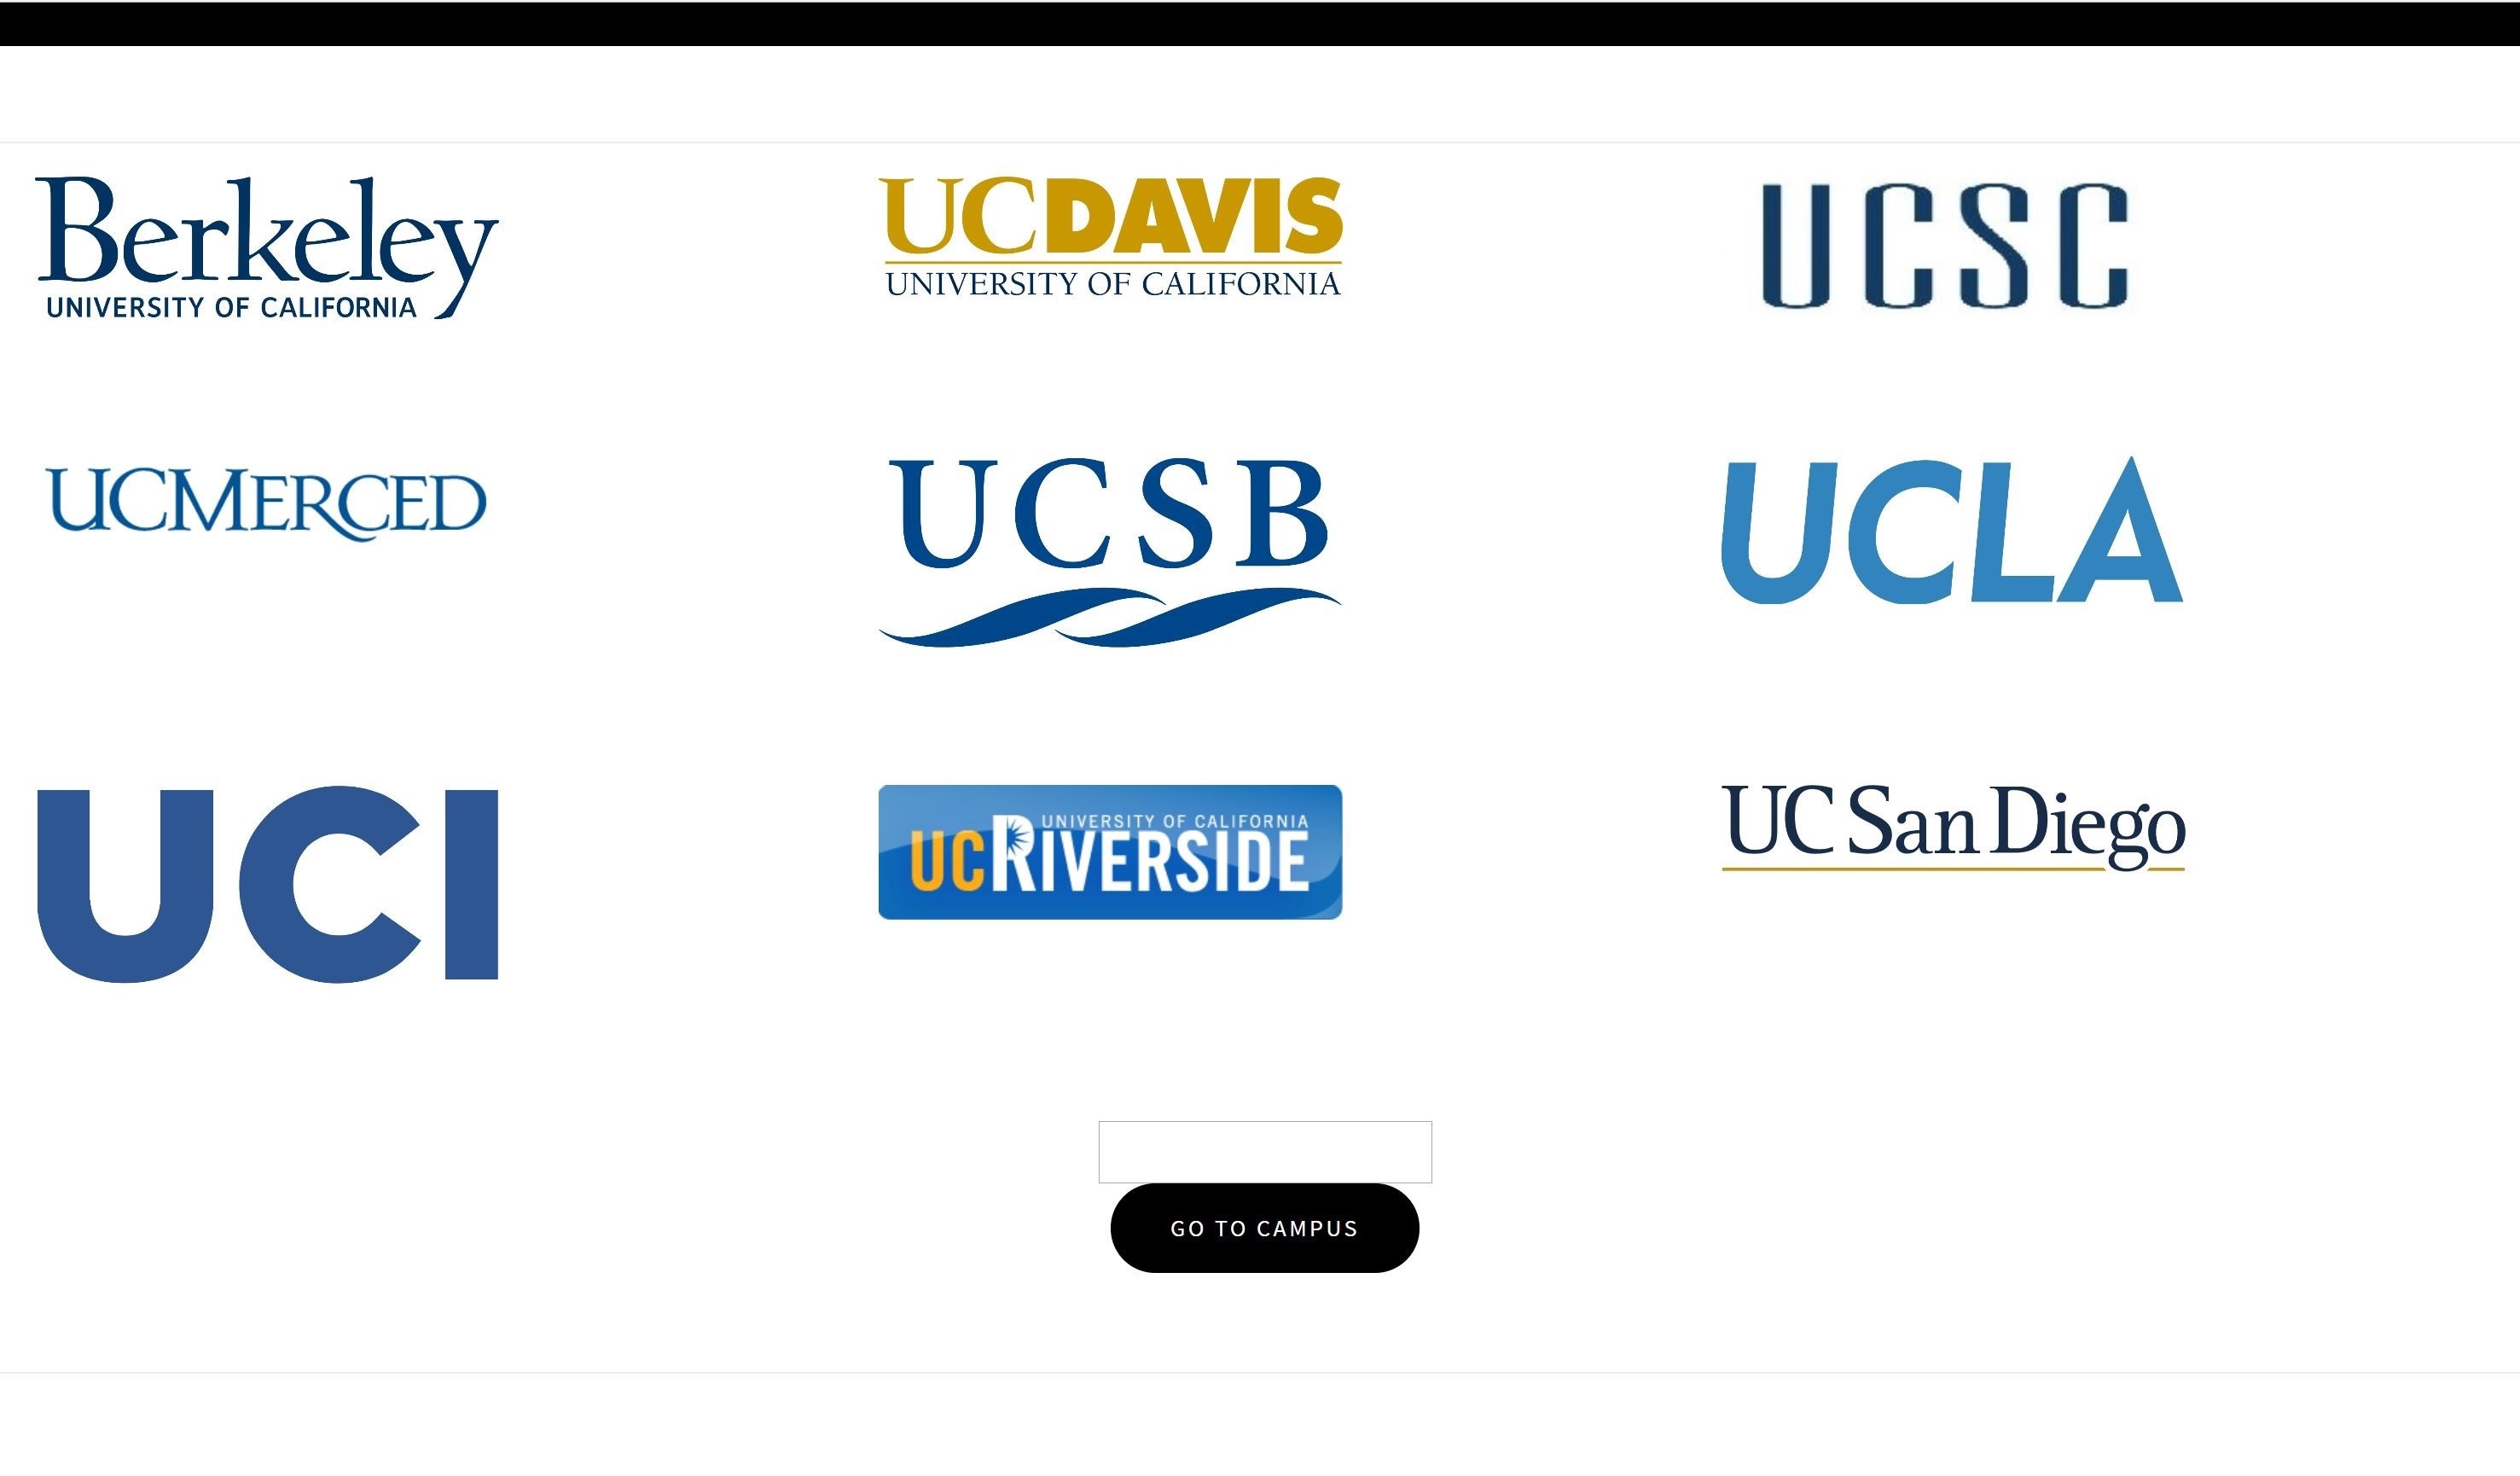 Berkeley
UNIVERSITY OF CALIFORNIA
UCDAVIS
UNIVERSITY OF CALIFORNIA
UCSC
UCMERCED
UCSB
UCLA
UCI
UNIVERSITY OF CALIFORNIA
UCRIVERSIDE
UC San Diego
GO TO CAMPUS